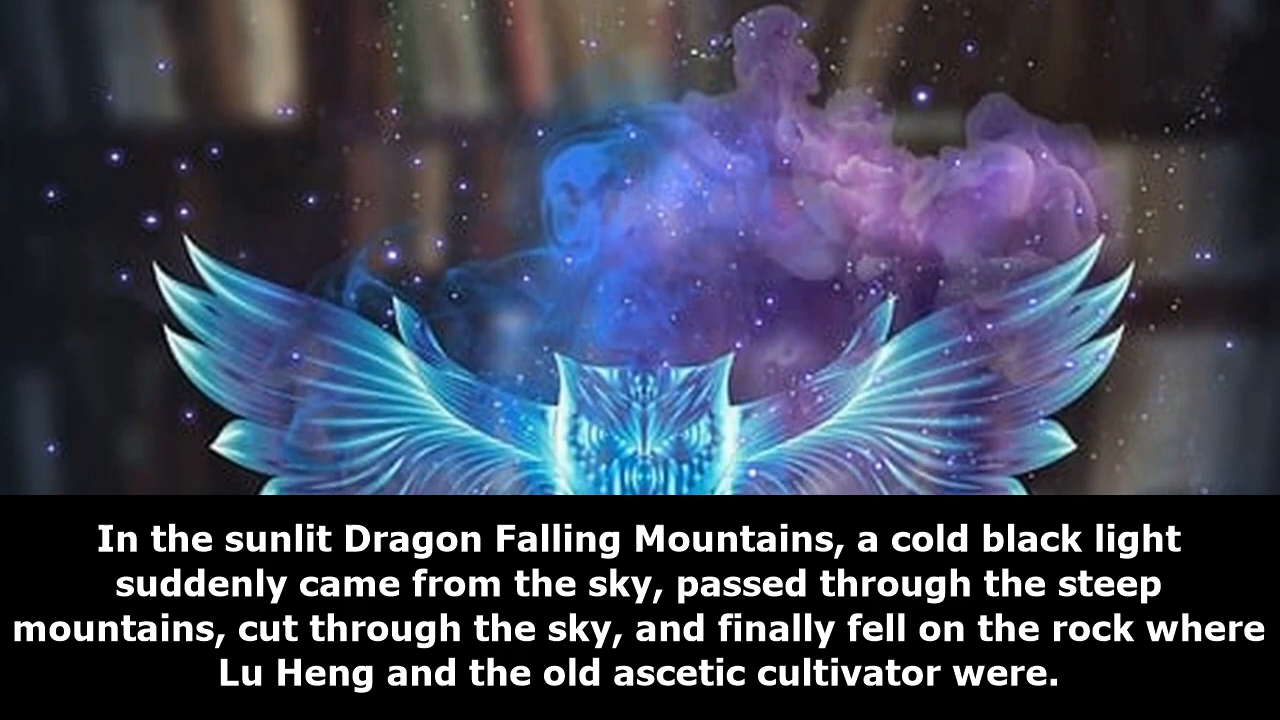 In the sunlit Dragon Falling Mountains, a cold black light
suddenly came from the sky, passed through the steep
mountains, cut through the sky, and finally fell on the rock where
Lu Heng and the old ascetic cultivator were.